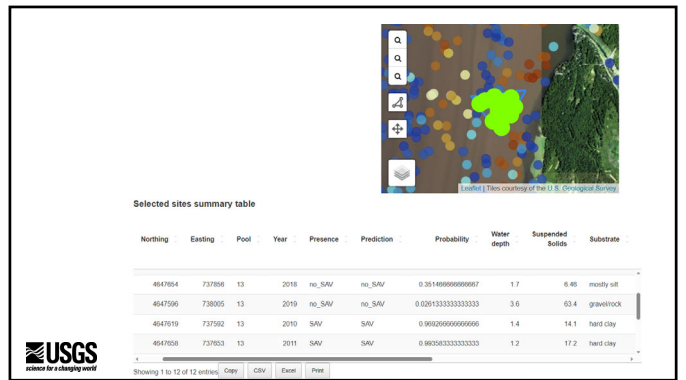 Leaflet | Tiles courtesy of the U.S. Geological Survey
Selected sites summary table
Northing Easting Pool Year Presence Prediction Probability Water depth Suspended Solids Substrate
4647654 737856 13 2018 no_SAV no_SAV 0.351466666666667 1.7 6.46 mostly silt
4647596 738005 13 2019 no_SAV no_SAV 0.0261333333333333 3.6 63.4 gravel/rock
4647619 737592 13 2010 SAV SAV 0.969266666666666 1.4 14.1 hard clay
4647658 737653 13 2011 SAV SAV 0.993583333333333 1.2 17.2 hard clay
Showing 1 to 12 of 12 entries Copy CSV Excel Print
USGS
science for a changing world